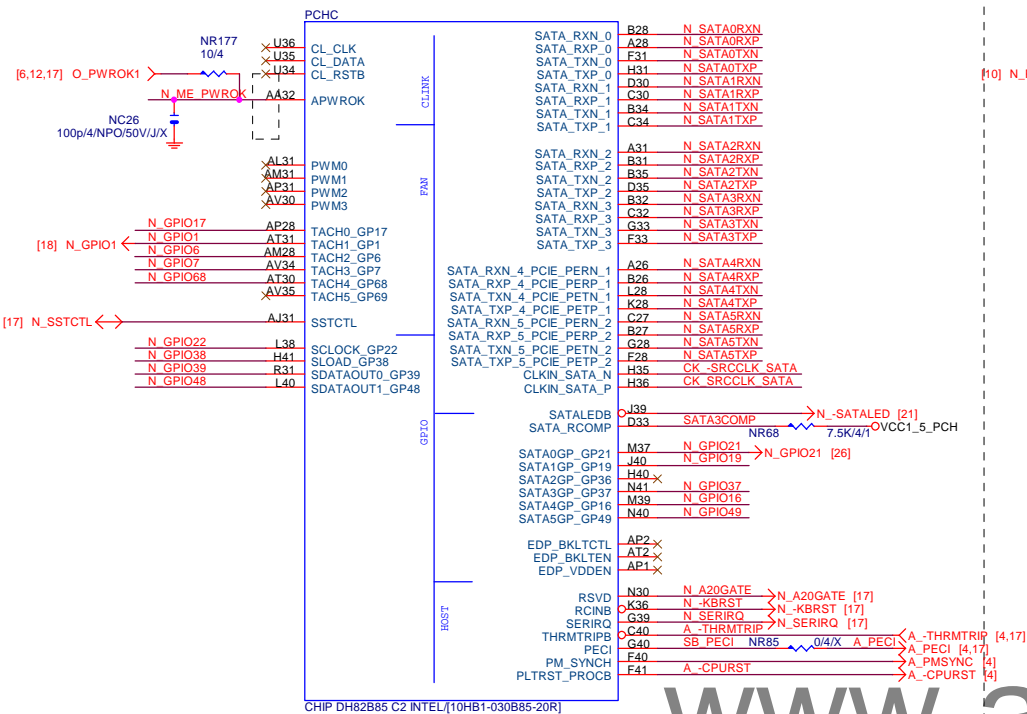 PCHC
NR177
10/4
[6,12,17] O_PWROK1
N_ME_PWROK
NC26
100p/4/NPO/50V/J/X
U36 CL_CLK
U35 CL_DATA
U34 CL_RSTB
AA32 APWROK
CLINK
AL31 PWM0
AM31 PWM1
AP31 PWM2
AV30 PWM3
FAN
N_GPIO17 AP28 TACH0_GP17
[18] N_GPIO1 AT31 TACH1_GP1
N_GPIO6 AM28 TACH2_GP6
N_GPIO7 AV34 TACH3_GP7
N_GPIO68 AT30 TACH4_GP68
AV35 TACH5_GP69
[17] N_SSTCTL AJ31 SSTCTL
N_GPIO22 L38 SCLOCK_GP22
N_GPIO38 H41 SLOAD_GP38
N_GPIO39 R31 SDATAOUT0_GP39
N_GPIO48 L40 SDATAOUT1_GP48
GPIO
HOST
SATA_RXN_0 B28 N_SATA0RXN
SATA_RXP_0 A28 N_SATA0RXP
SATA_TXN_0 F31 N_SATA0TXN
SATA_TXP_0 H31 N_SATA0TXP
SATA_RXN_1 D30 N_SATA1RXN
SATA_RXP_1 C30 N_SATA1RXP
SATA_TXN_1 B34 N_SATA1TXN
SATA_TXP_1 C34 N_SATA1TXP
SATA_RXN_2 A31 N_SATA2RXN
SATA_RXP_2 B31 N_SATA2RXP
SATA_TXN_2 B35 N_SATA2TXN
SATA_TXP_2 D35 N_SATA2TXP
SATA_RXN_3 B32 N_SATA3RXN
SATA_RXP_3 C32 N_SATA3RXP
SATA_TXN_3 G33 N_SATA3TXN
SATA_TXP_3 F33 N_SATA3TXP
SATA_RXN_4_PCIE_PERN_1 A26 N_SATA4RXN
SATA_RXP_4_PCIE_PERP_1 B26 N_SATA4RXP
SATA_TXN_4_PCIE_PETN_1 L28 N_SATA4TXN
SATA_TXP_4_PCIE_PETP_1 K28 N_SATA4TXP
SATA_RXN_5_PCIE_PERN_2 C27 N_SATA5RXN
SATA_RXP_5_PCIE_PERP_2 B27 N_SATA5RXP
SATA_TXN_5_PCIE_PETN_2 G28 N_SATA5TXN
SATA_TXP_5_PCIE_PETP_2 F28 N_SATA5TXP
CLKIN_SATA_N H35 CK_-SRCCLK_SATA
CLKIN_SATA_P H36 CK_SRCCLK_SATA
SATALEDB J39 N_-SATALED [21]
SATA_RCOMP D33 SATA3COMP NR68 7.5K/4/1 VCC1_5_PCH
SATA0GP_GP21 M37 N_GPIO21 N_GPIO21 [26]
SATA1GP_GP19 J40 N_GPIO19
SATA2GP_GP36 H40
SATA3GP_GP37 N41 N_GPIO37
SATA4GP_GP16 M39 N_GPIO16
SATA5GP_GP49 N40 N_GPIO49
EDP_BKLTCTL AP2
EDP_BKLTEN AT2
EDP_VDDEN AP1
RSVD N30 N_A20GATE N_A20GATE [17]
RCINB K36 N_-KBRST N_-KBRST [17]
SERIRQ G39 N_SERIRQ N_SERIRQ [17]
THRMTRIPB C40 A_-THRMTRIP A_-THRMTRIP [4,17]
PECI G40 SB_PECI NR85 0/4/X A_PECI A_PECI [4,17]
PM_SYNCH F40 A_PMSYNC [4]
PLTRST_PROCB F41 A_-CPURST A_-CPURST [4]
CHIP DH82B85 C2 INTEL/[10HB1-030B85-20R]